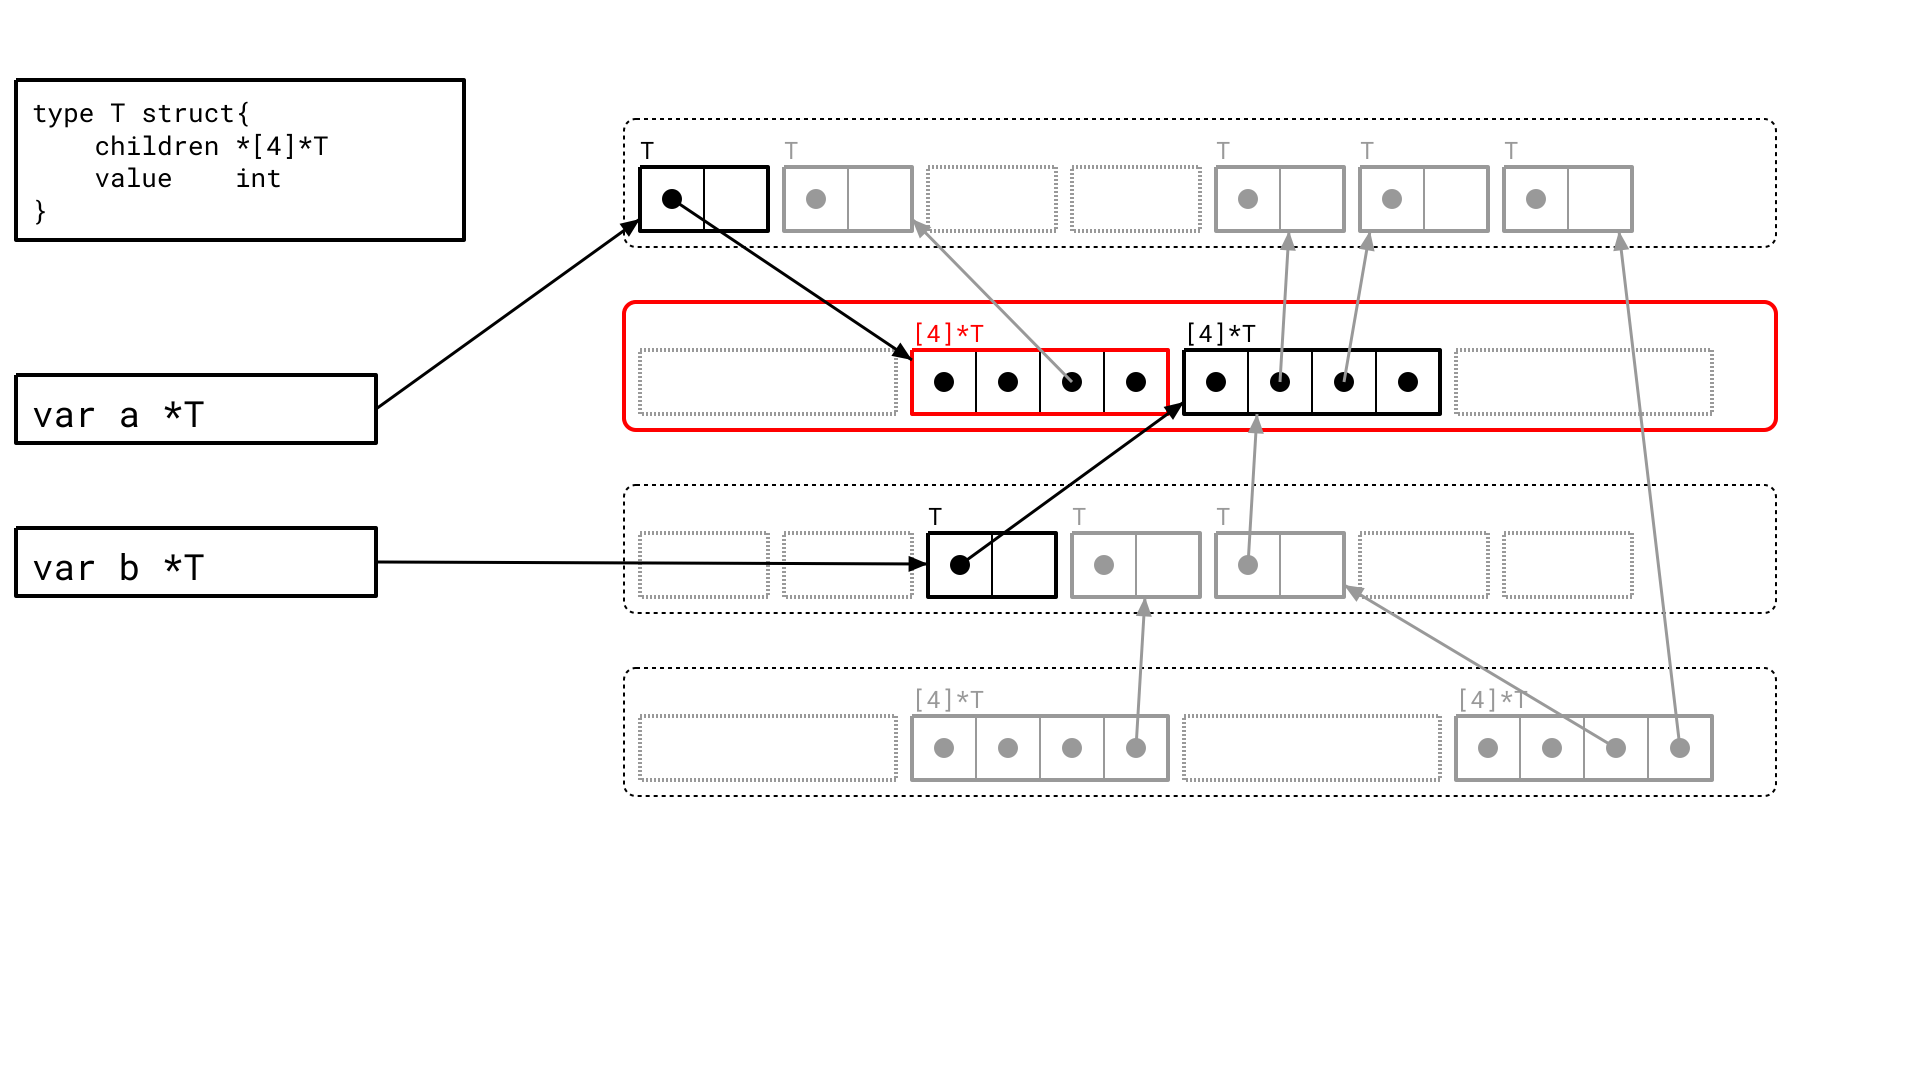 type T struct{
    children *[4]*T
    value    int
}
T T T T T
[4]*T [4]*T
var a *T
T T T
var b *T
[4]*T [4]*T